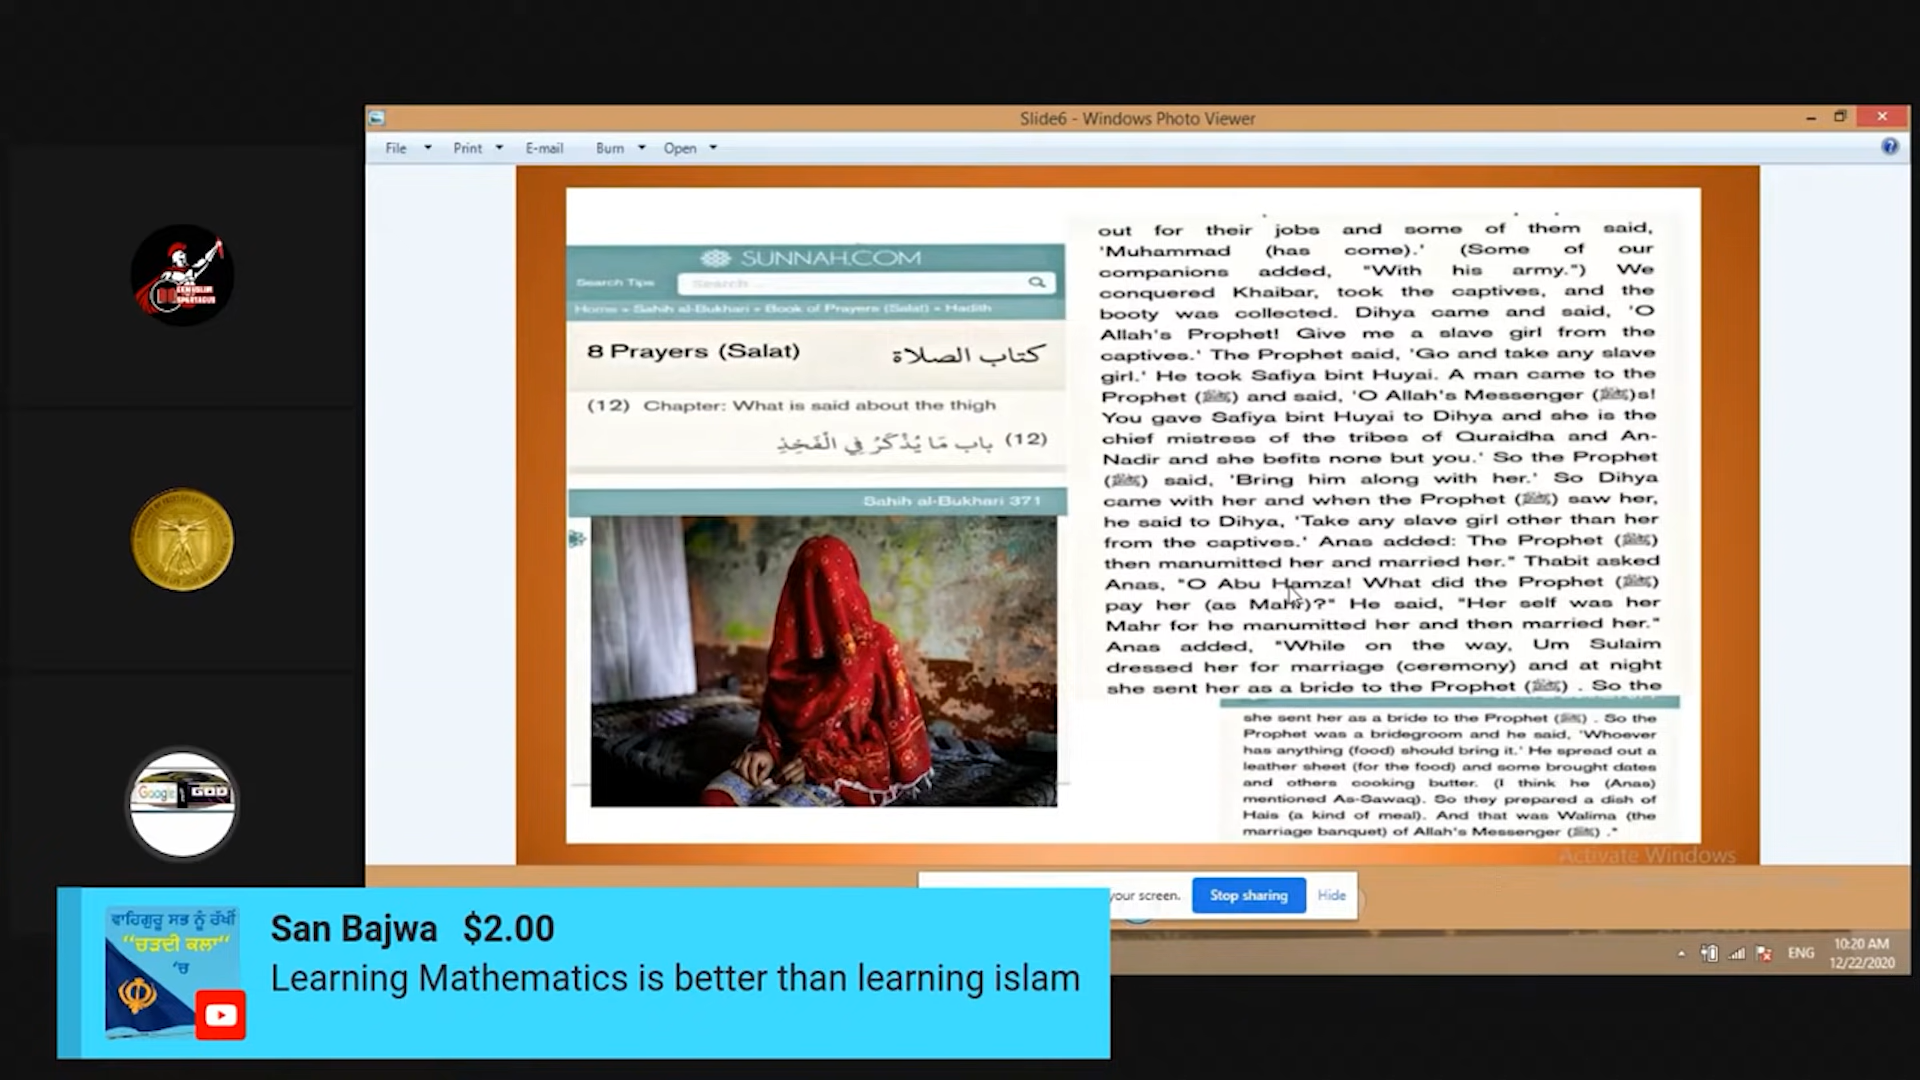 Slide6 - Windows Photo Viewer
File
Print
E-mail
Burn
Open
SUNNAH.COM
Search Tips
Search ...
Home » Sahih al-Bukhari » Book of Prayers (Salat) » Hadith
8 Prayers (Salat)
كتاب الصلاة
(12) Chapter: What is said about the thigh
(12) باب مَا يُذْكَرُ فِي الْفَخِذِ
Sahih al-Bukhari 371
out for their jobs and some of them said,
'Muhammad (has come).' (Some of our
companions added, "With his army.") We
conquered Khaibar, took the captives, and the
booty was collected. Dihya came and said, 'O
Allah's Prophet! Give me a slave girl from the
captives.' The Prophet said, 'Go and take any slave
girl.' He took Safiya bint Huyai. A man came to the
Prophet (ﷺ) and said, 'O Allah's Messenger (ﷺ)s!
You gave Safiya bint Huyai to Dihya and she is the
chief mistress of the tribes of Quraidha and An-
Nadir and she befits none but you.' So the Prophet
(ﷺ) said, 'Bring him along with her.' So Dihya
came with her and when the Prophet (ﷺ) saw her,
he said to Dihya, 'Take any slave girl other than her
from the captives.' Anas added: The Prophet (ﷺ)
then manumitted her and married her." Thabit asked
Anas, "O Abu Hamza! What did the Prophet (ﷺ)
pay her (as Mahr)?" He said, "Her self was her
Mahr for he manumitted her and then married her."
Anas added, "While on the way, Um Sulaim
dressed her for marriage (ceremony) and at night
she sent her as a bride to the Prophet (ﷺ) . So the
she sent her as a bride to the Prophet (ﷺ) . So the
Prophet was a bridegroom and he said, 'Whoever
has anything (food) should bring it.' He spread out a
leather sheet (for the food) and some brought dates
and others cooking butter. (I think he (Anas)
mentioned As-Sawaq). So they prepared a dish of
Hais (a kind of meal). And that was Walima (the
marriage banquet) of Allah's Messenger (ﷺ) ."
Activate Windows
your screen.
Stop sharing
Hide
ENG
10:20 AM
12/22/2020
Google
GOD
ਵਾਹਿਗੁਰੂ ਸਭ ਨੂੰ ਰੱਖੀਂ
“ਚੜਦੀ ਕਲਾ”
‘ਚ
San Bajwa $2.00
Learning Mathematics is better than learning islam